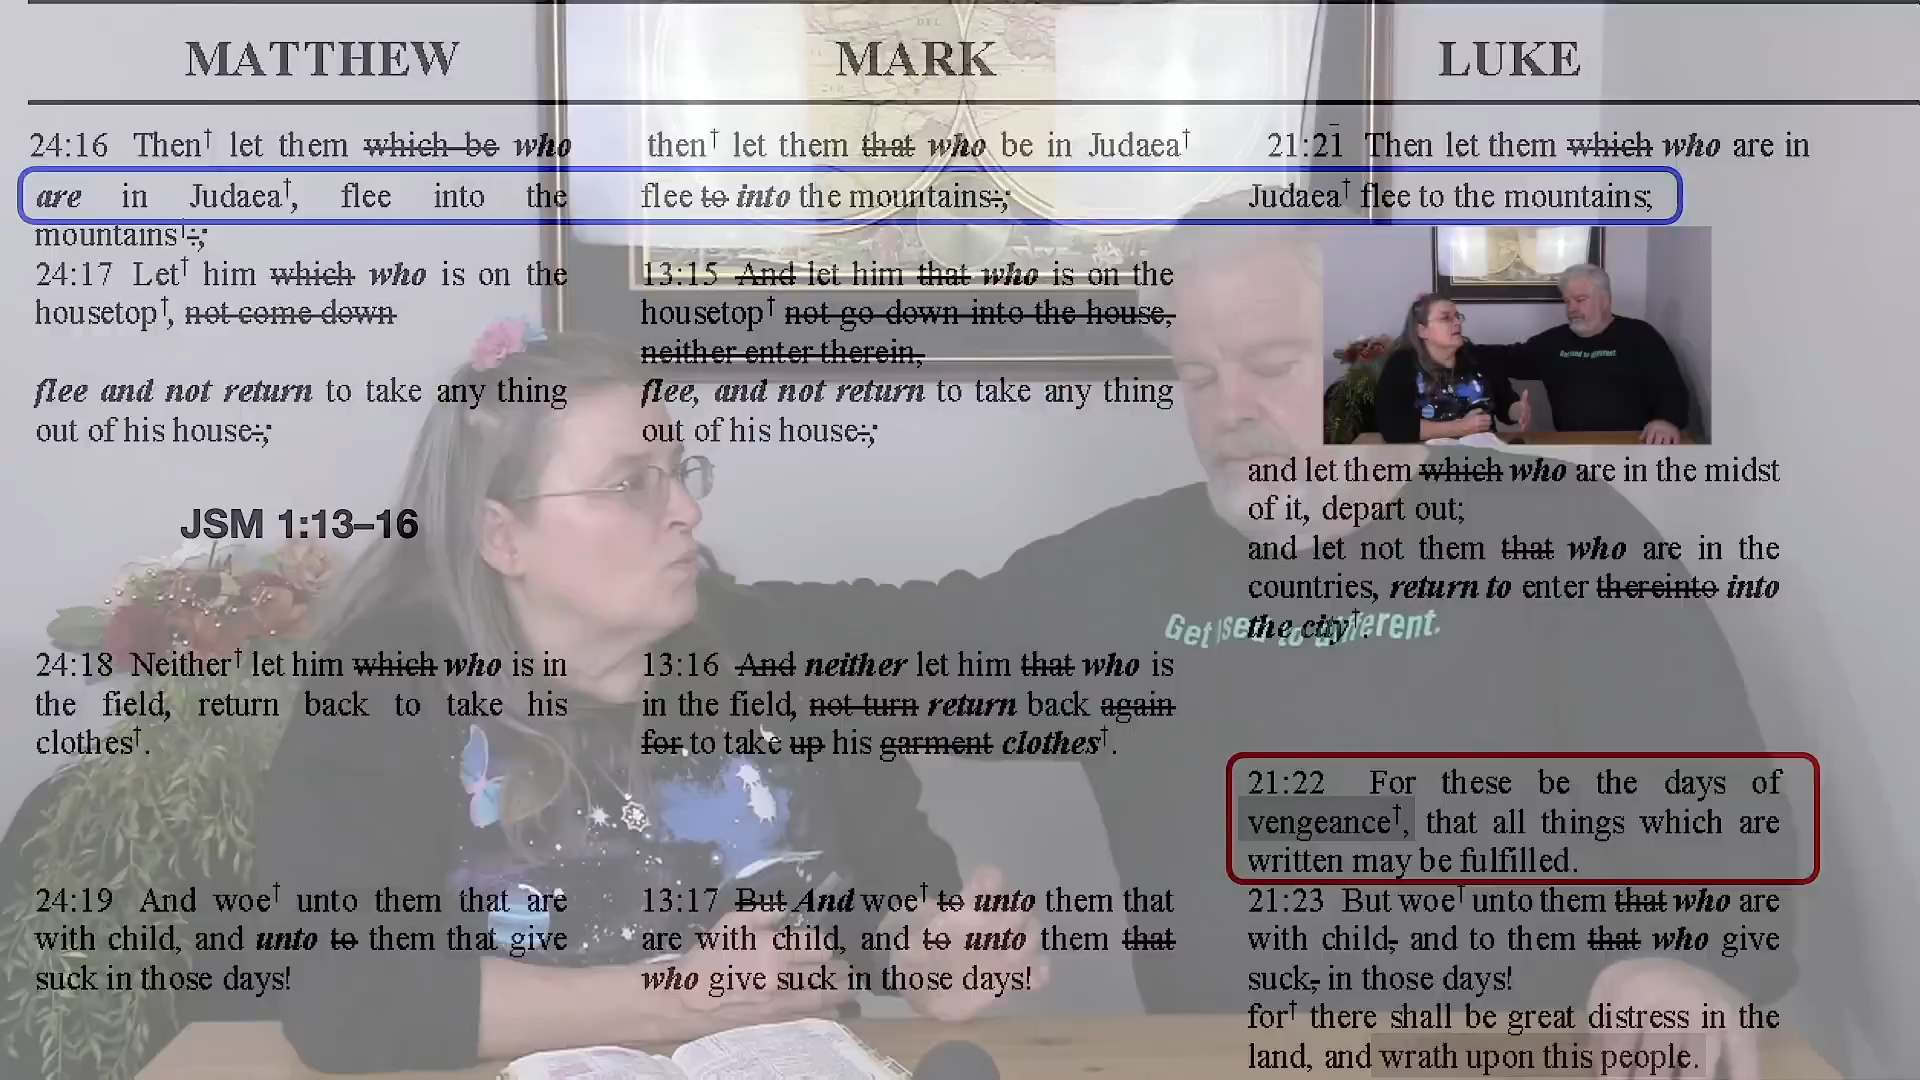 MATTHEW
MARK
LUKE
24:16 Then† let them which be who
are in Judaea†, flee into the
mountains†:;
24:17 Let† him which who is on the
housetop†, not come down
flee and not return to take any thing
out of his house:;
JSM 1:13–16
24:18 Neither† let him which who is in
the field, return back to take his
clothes†.
24:19 And woe† unto them that are
with child, and unto to them that give
suck in those days!
then† let them that who be in Judaea†
flee to into the mountains:;
13:15 And let him that who is on the
housetop† not go down into the house,
neither enter therein,
flee, and not return to take any thing
out of his house:;
13:16 And neither let him that who is
in the field, not turn return back again
for to take up his garment clothes†.
13:17 But And woe† to unto them that
are with child, and to unto them that
who give suck in those days!
21:21 Then let them which who are in
Judaea† flee to the mountains;
Get used to different.
and let them which who are in the midst
of it, depart out;
and let not them that who are in the
countries, return to enter thereinto into
the city†.
Get used to different.
21:22 For these be the days of
vengeance†, that all things which are
written may be fulfilled.
21:23 But woe† unto them that who are
with child, and to them that who give
suck, in those days!
for† there shall be great distress in the
land, and wrath upon this people.